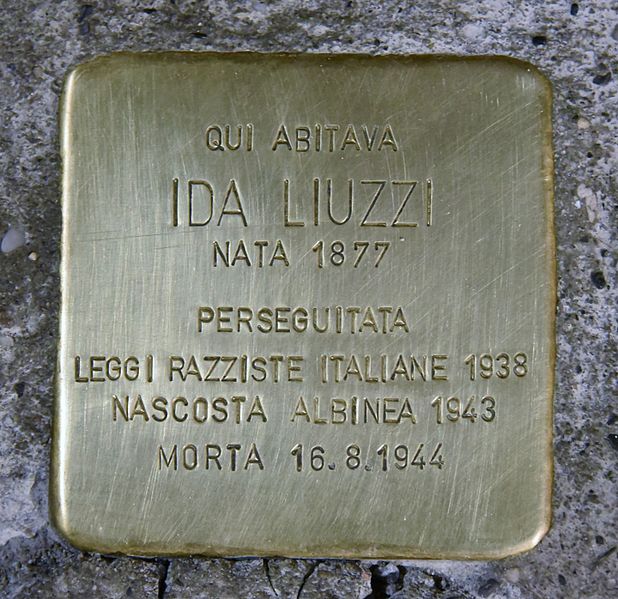 QUI ABITAVA
IDA LIUZZI
NATA 1877
PERSEGUITATA
LEGGI RAZZISTE ITALIANE 1938
NASCOSTA ALBINEA 1943
MORTA 16.8.1944